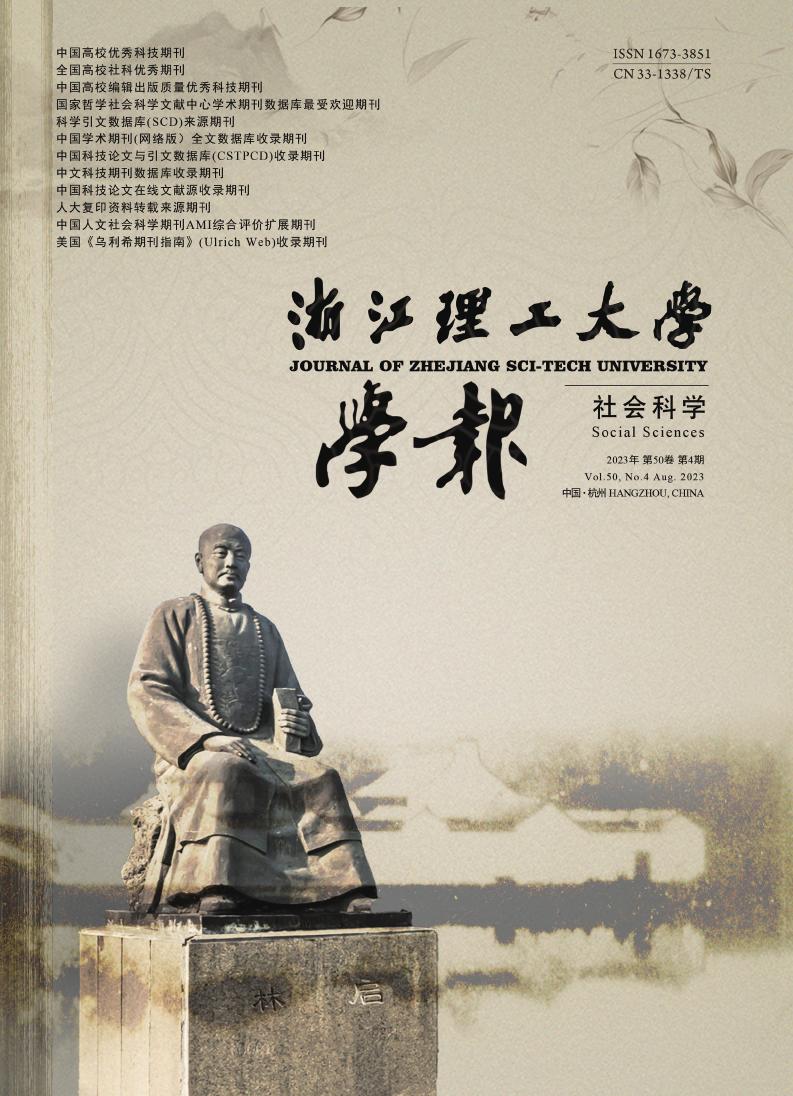 中国高校优秀科技期刊
全国高校社科优秀期刊
中国高校编辑出版质量优秀科技期刊
国家哲学社会科学文献中心学术期刊数据库最受欢迎期刊
科学引文数据库(SCD)来源期刊
中国学术期刊(网络版）全文数据库收录期刊
中国科技论文与引文数据库(CSTPCD)收录期刊
中文科技期刊数据库收录期刊
中国科技论文在线文献源收录期刊
人大复印资料转载来源期刊
中国人文社会科学期刊AMI综合评价扩展期刊
美国《乌利希期刊指南》(Ulrich Web)收录期刊
ISSN 1673-3851
CN 33-1338/TS
浙江理工大學
JOURNAL OF ZHEJIANG SCI-TECH UNIVERSITY
學報
社会科学
Social Sciences
2023年 第50卷 第4期
Vol.50, No.4 Aug. 2023
中国·杭州 HANGZHOU, CHINA
林 启